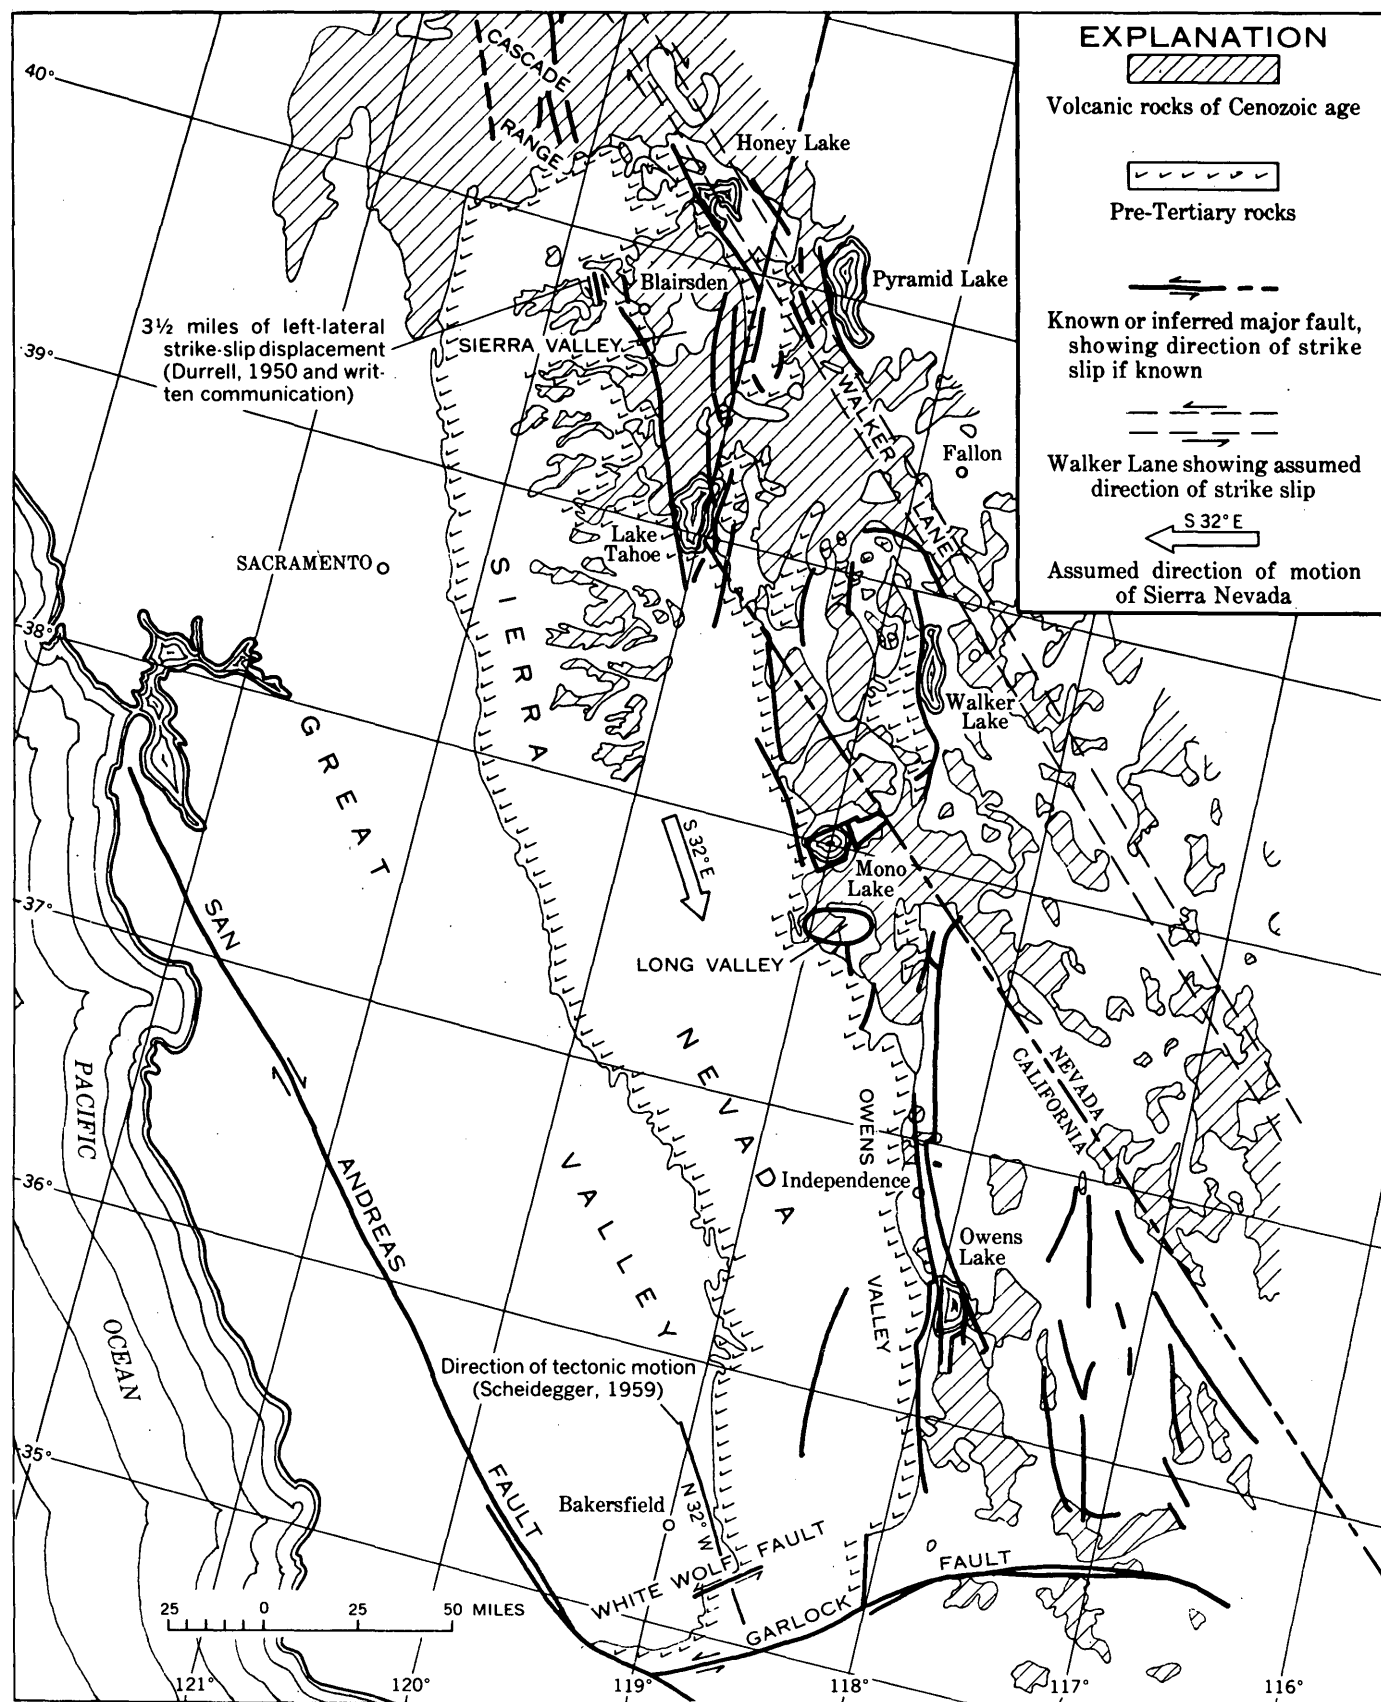 EXPLANATION
Volcanic rocks of Cenozoic age
Pre-Tertiary rocks
Known or inferred major fault,
showing direction of strike
slip if known
Walker Lane showing assumed
direction of strike slip
S 32° E
Assumed direction of motion
of Sierra Nevada
40°
CASCADE
RANGE
Honey Lake
Blairsden
Pyramid Lake
3½ miles of left-lateral
strike-slip displacement
(Durrell, 1950 and writ-
ten communication)
SIERRA VALLEY
39°
WALKER
LANE
Fallon
Lake
Tahoe
SACRAMENTO
38°
SIERRA
NEVADA
GREAT
VALLEY
Walker
Lake
S 32° E
Mono
Lake
37°
SAN
ANDREAS
FAULT
LONG VALLEY
PACIFIC
OCEAN
NEVADA
CALIFORNIA
OWENS
VALLEY
36°
Independence
Owens
Lake
Direction of tectonic motion
(Scheidegger, 1959)
35°
Bakersfield
N 32° W
WHITE WOLF FAULT
GARLOCK
FAULT
25 0 25 50 MILES
121°
120°
119°
118°
117°
116°